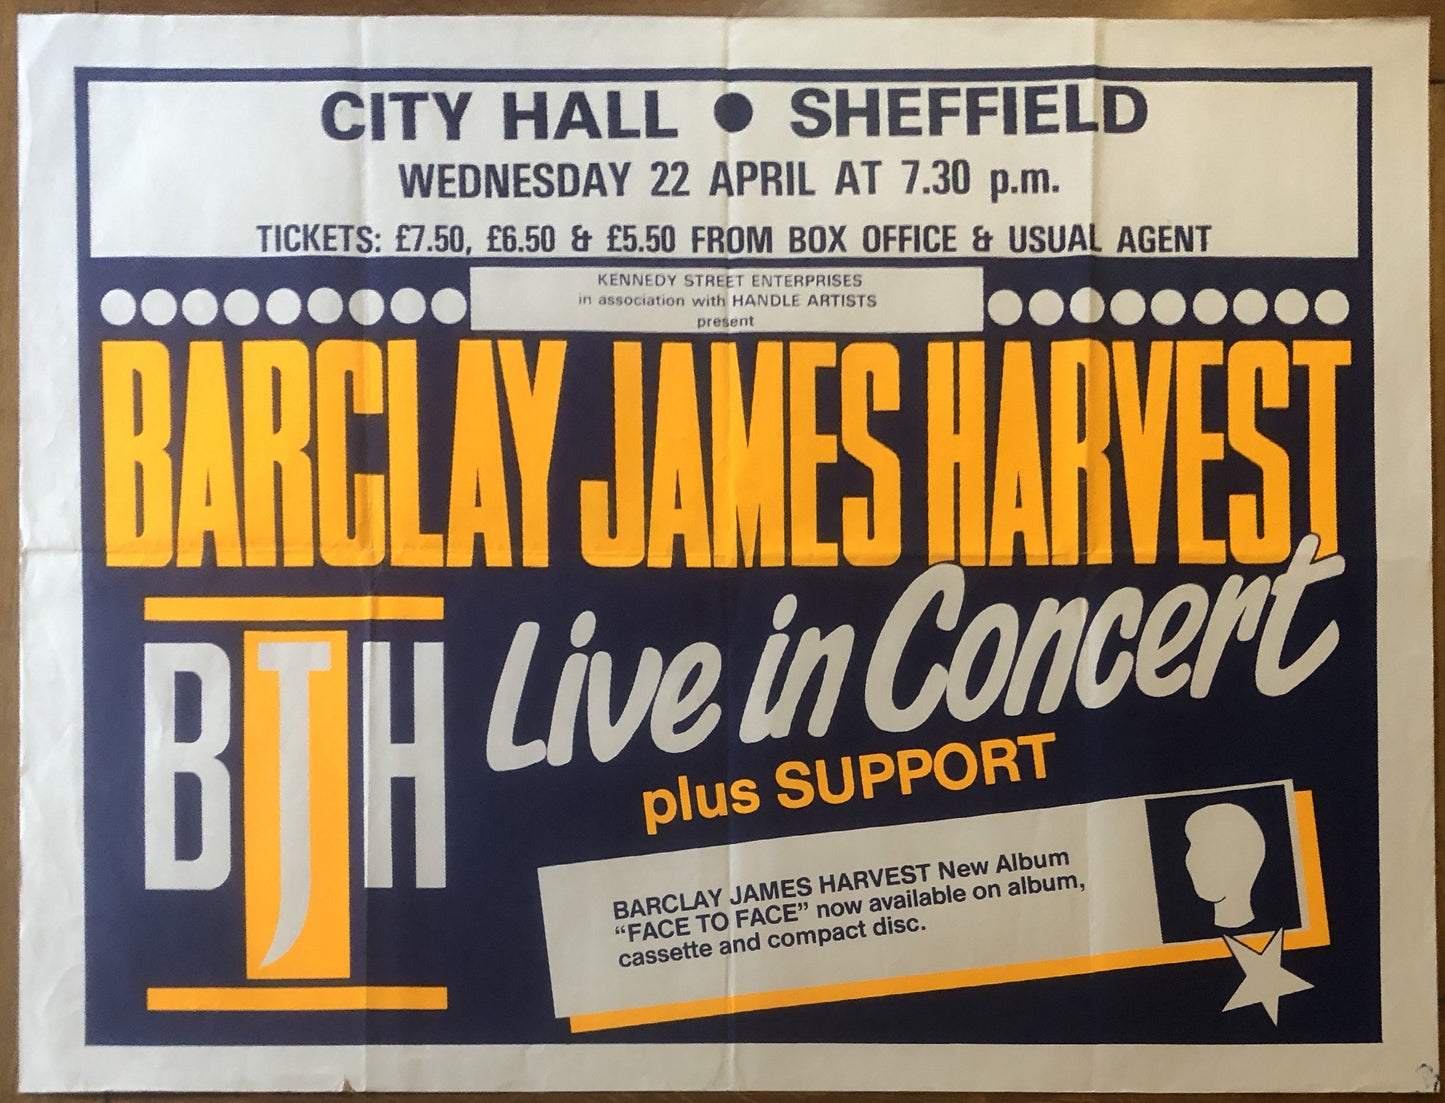 CITY HALL ● SHEFFIELD
WEDNESDAY 22 APRIL AT 7.30 p.m.
TICKETS: £7.50, £6.50 & £5.50 FROM BOX OFFICE & USUAL AGENT
KENNEDY STREET ENTERPRISES
in association with HANDLE ARTISTS
present
BARCLAY JAMES HARVEST
BJH
Live in Concert
plus SUPPORT
BARCLAY JAMES HARVEST New Album
“FACE TO FACE” now available on album,
cassette and compact disc.